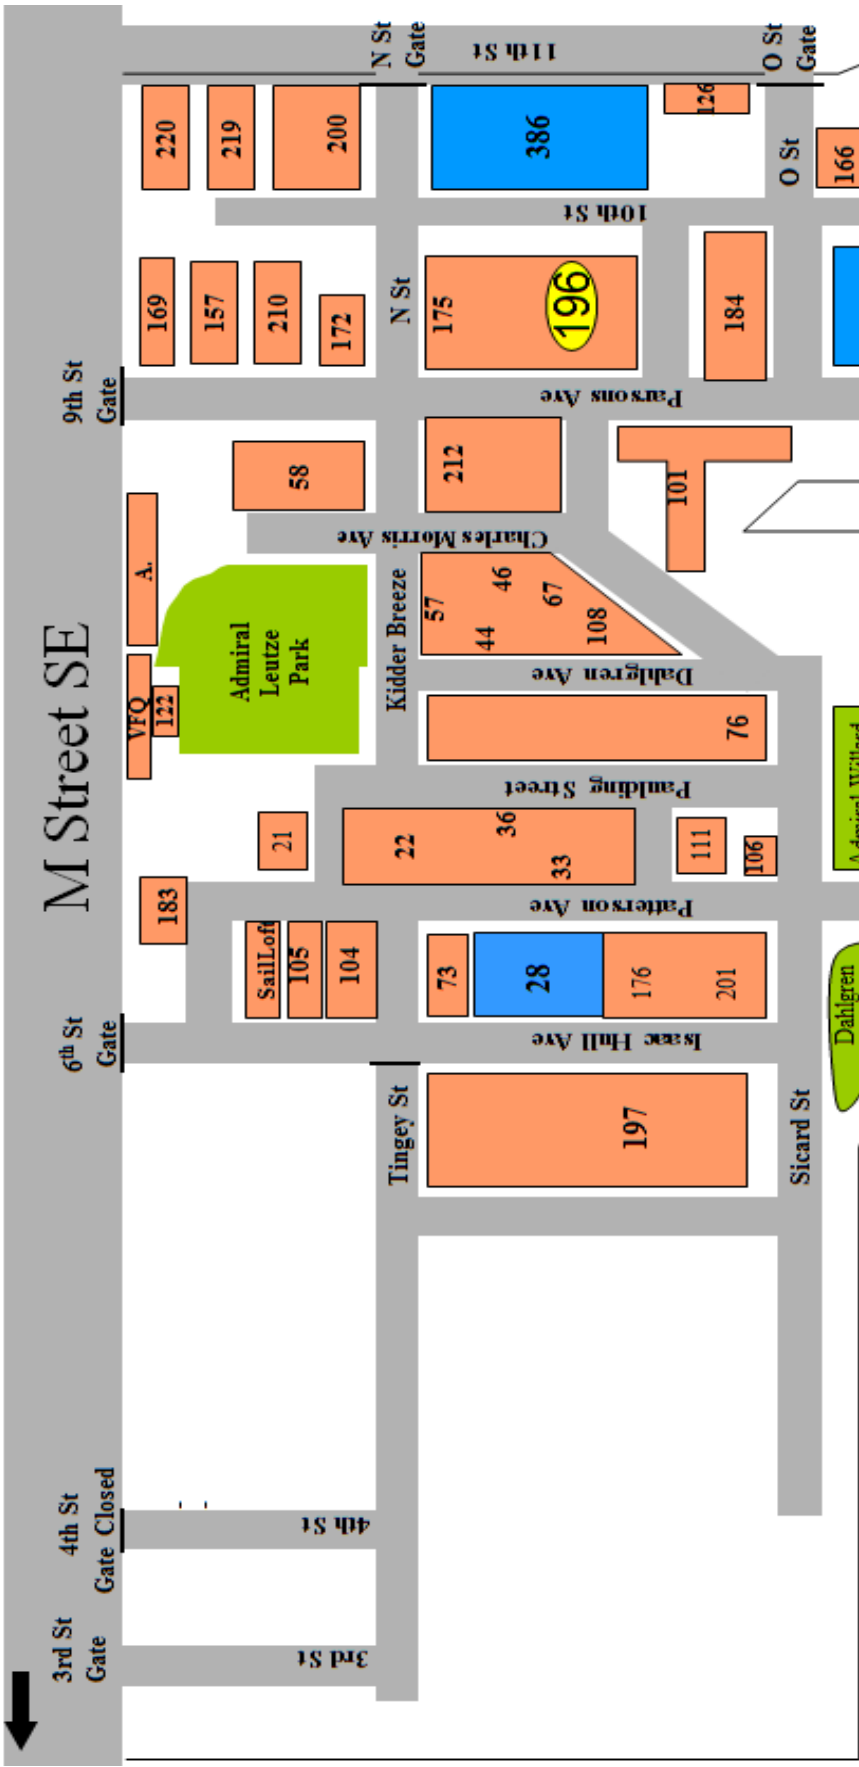 M Street SE
3rd St
Gate
4th St
Gate Closed
6th St
Gate
9th St
Gate
N St
Gate
O St
Gate
3rd St
4th St
11th St
10th St
Tingey St
Kidder Breeze
N St
O St
Sicard St
Isaac Hull Ave
Patterson Ave
Paulding Street
Dahlgren Ave
Charles Morris Ave
Parsons Ave
183
VFQ
122
A.
169
220
157
219
210
200
172
58
Admiral
Leutze
Park
21
SailLoft
105
104
73
28
176
201
197
22
36
33
111
106
76
57
46
44
67
108
212
101
175
196
184
386
126
166
Dahlgren
Admiral Willard